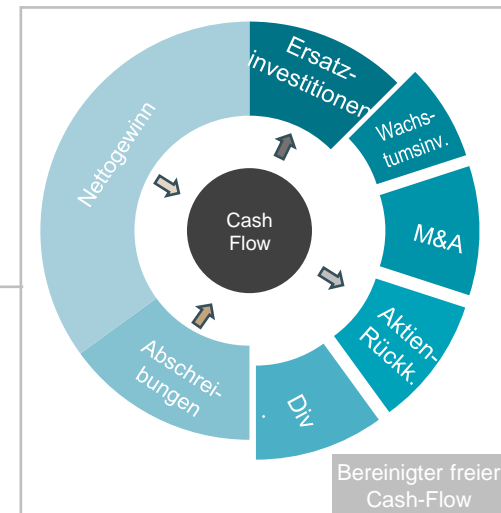 Ersatz-
investitionen
Wachs-
tumsinv.
M&A
Aktien-
Rückk.
Div
.
Abschrei-
bungen
Nettogewinn
Cash
Flow
Bereinigter freier
Cash-Flow